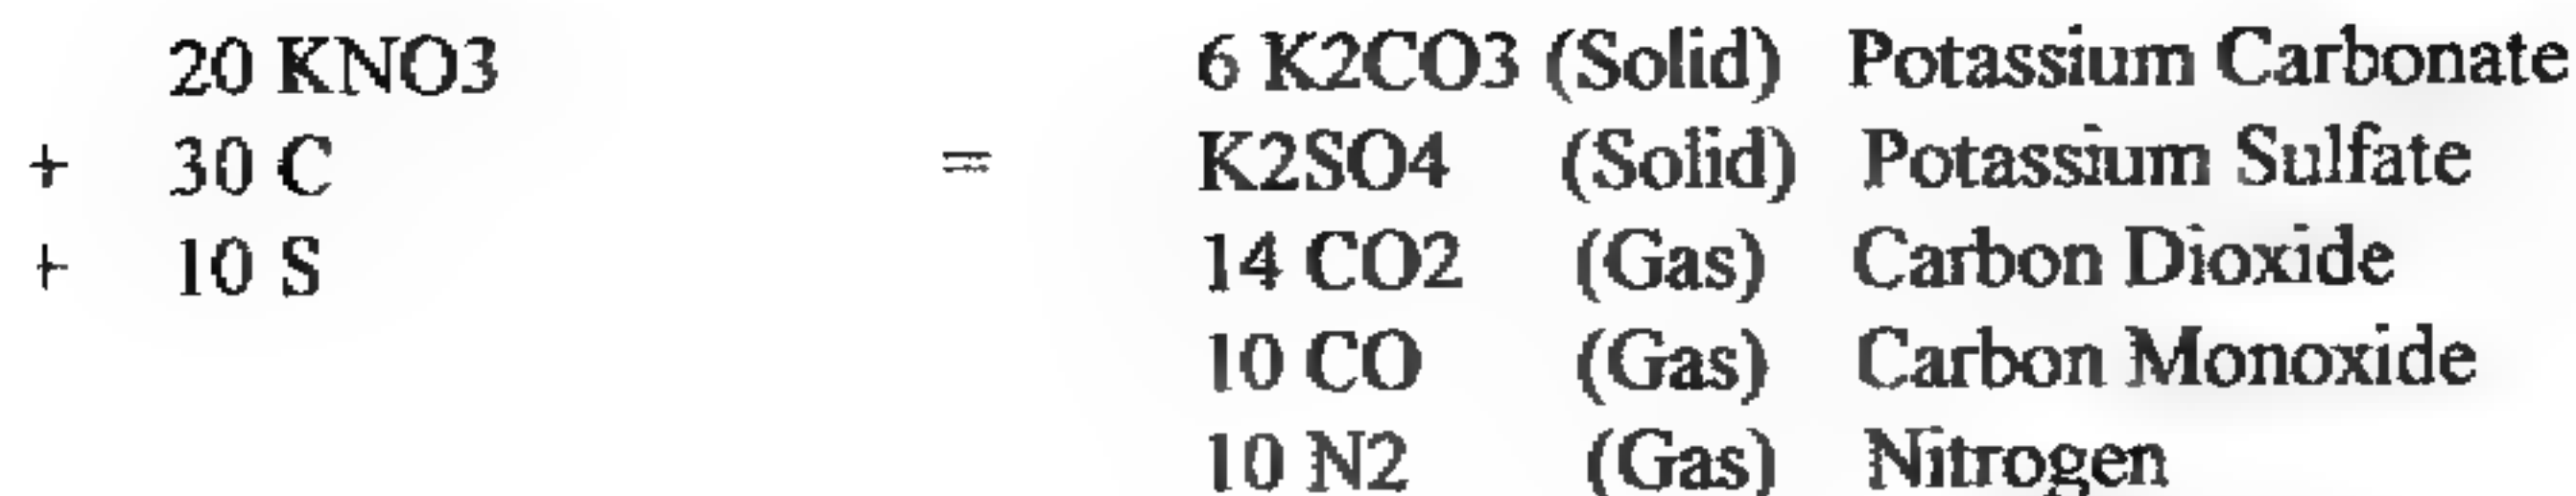 20 KNO3 6 K2CO3 (Solid) Potassium Carbonate
+ 30 C = K2SO4 (Solid) Potassium Sulfate
+ 10 S 14 CO2 (Gas) Carbon Dioxide
10 CO (Gas) Carbon Monoxide
10 N2 (Gas) Nitrogen